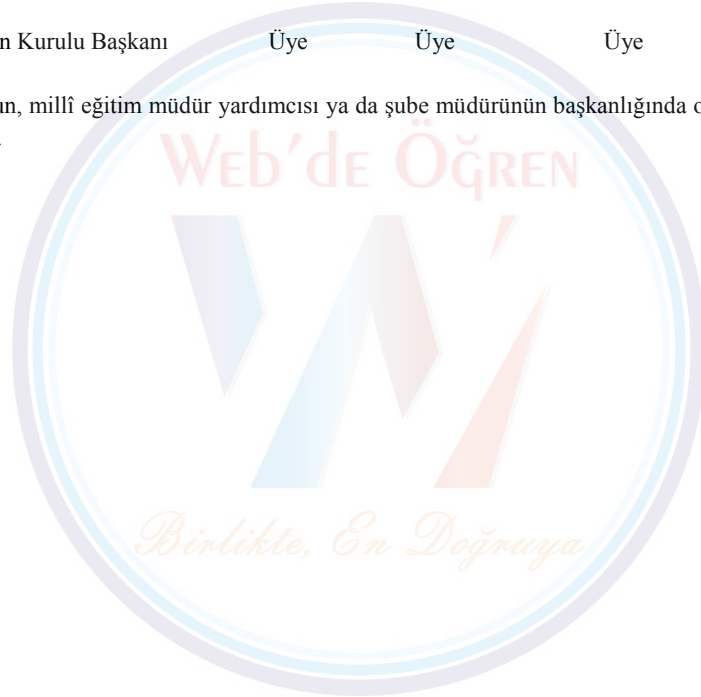 n Kurulu Başkanı Üye Üye Üye
un, millî eğitim müdür yardımcısı ya da şube müdürünün başkanlığında o
Web'de Öğren
Birlikte, En Doğruya